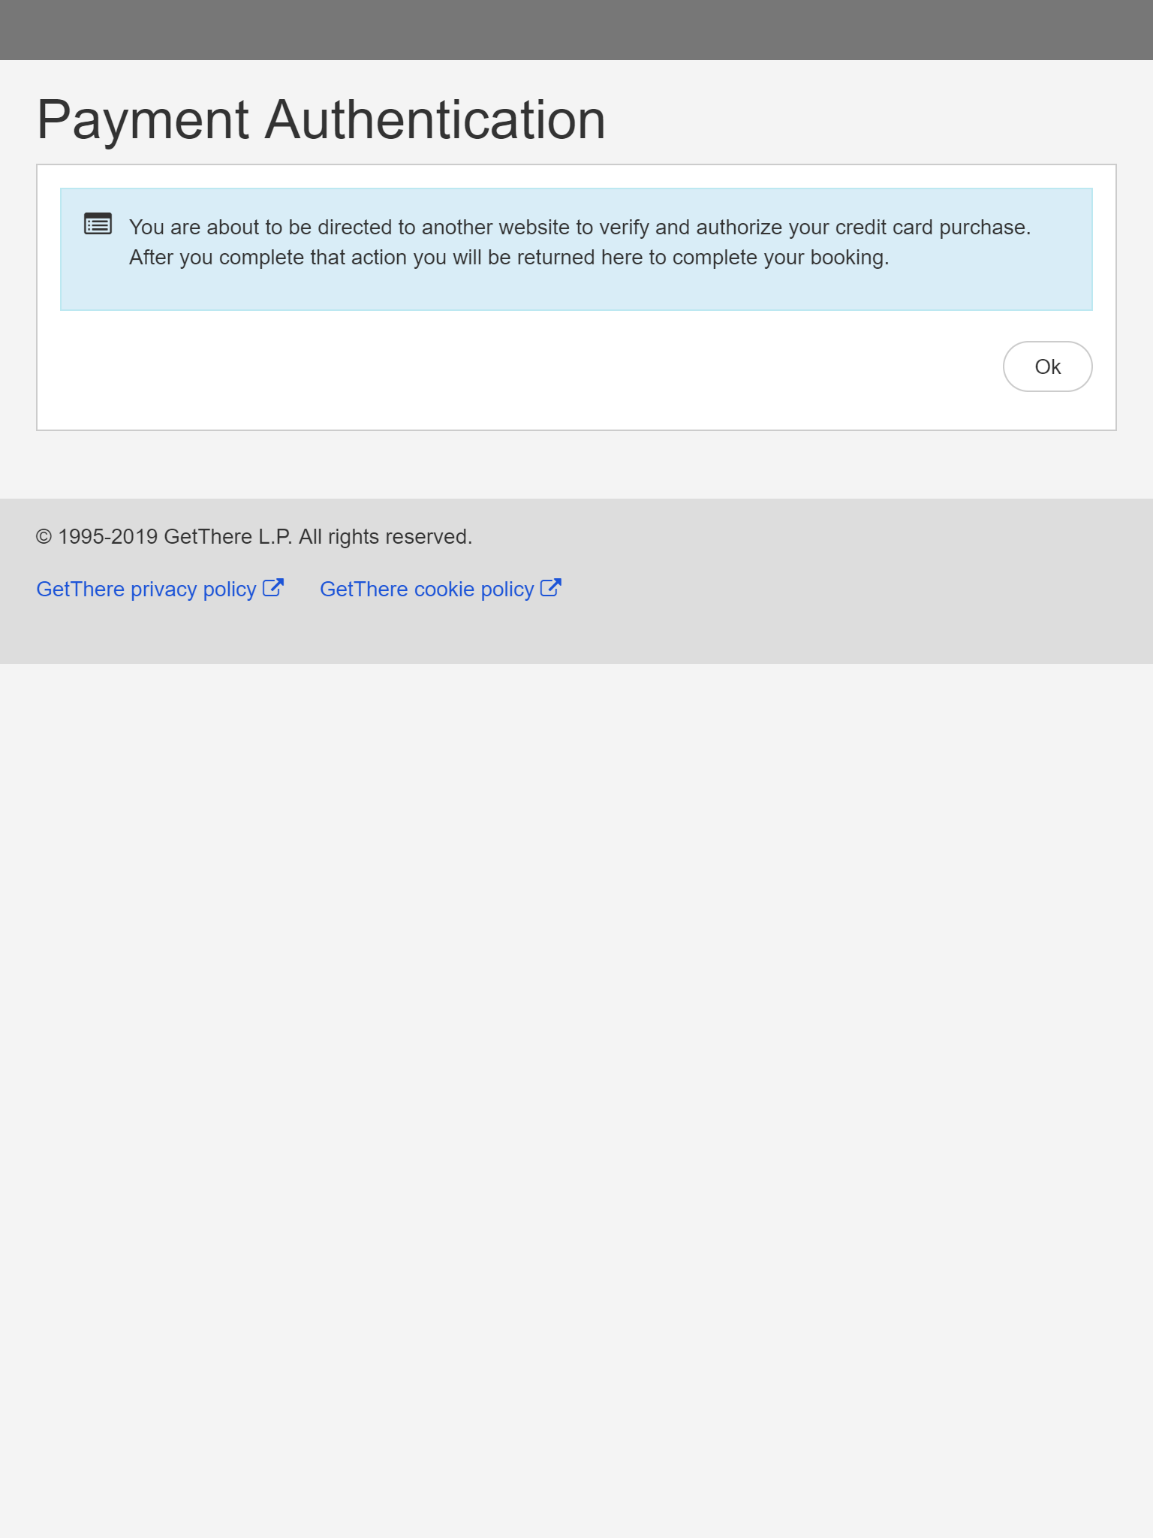 Payment Authentication
You are about to be directed to another website to verify and authorize your credit card purchase.
After you complete that action you will be returned here to complete your booking.
Ok
© 1995-2019 GetThere L.P. All rights reserved.
GetThere privacy policy GetThere cookie policy